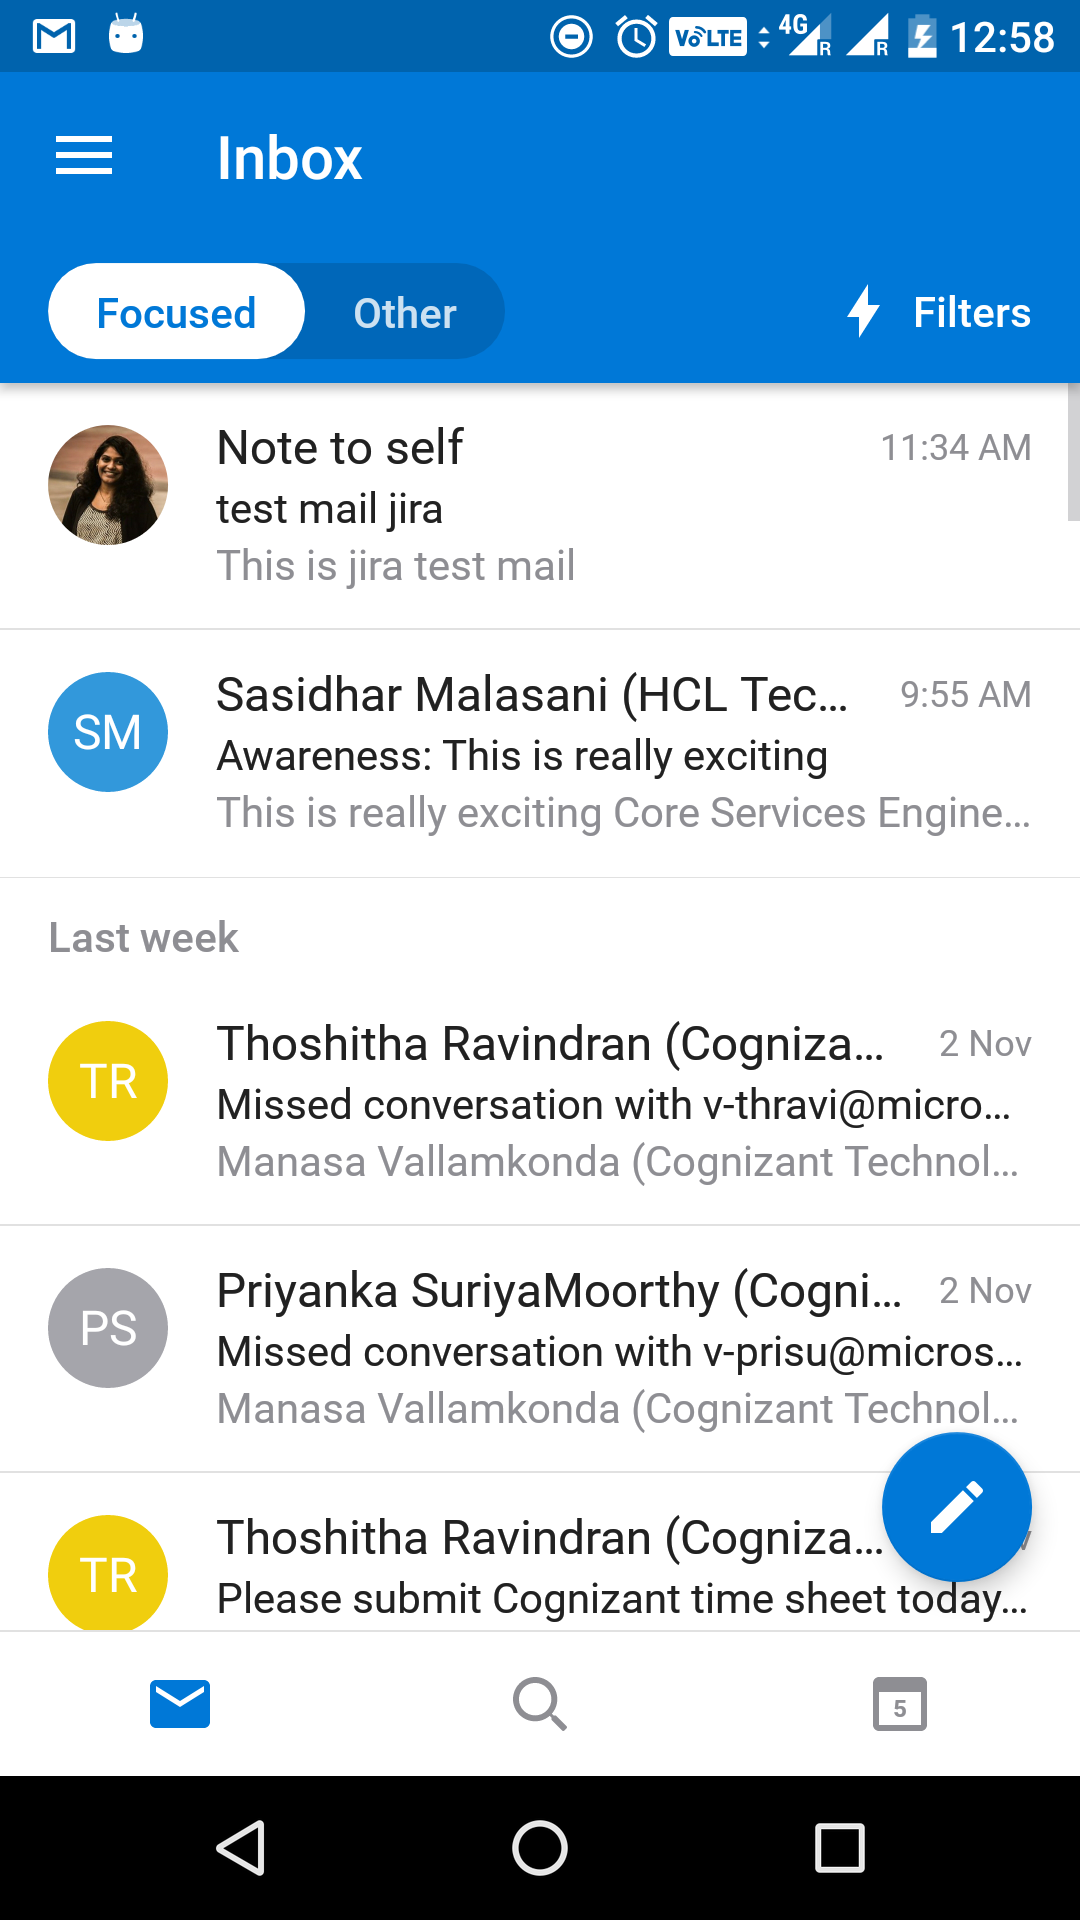 VoLTE 4G R R 12:58
Inbox
Focused Other Filters
Note to self 11:34 AM
test mail jira
This is jira test mail
SM
Sasidhar Malasani (HCL Tec... 9:55 AM
Awareness: This is really exciting
This is really exciting Core Services Engine...
Last week
TR
Thoshitha Ravindran (Cogniza... 2 Nov
Missed conversation with v-thravi@micro...
Manasa Vallamkonda (Cognizant Technol...
PS
Priyanka SuriyaMoorthy (Cogni... 2 Nov
Missed conversation with v-prisu@micros...
Manasa Vallamkonda (Cognizant Technol...
TR
Thoshitha Ravindran (Cogniza...
Please submit Cognizant time sheet today...
5